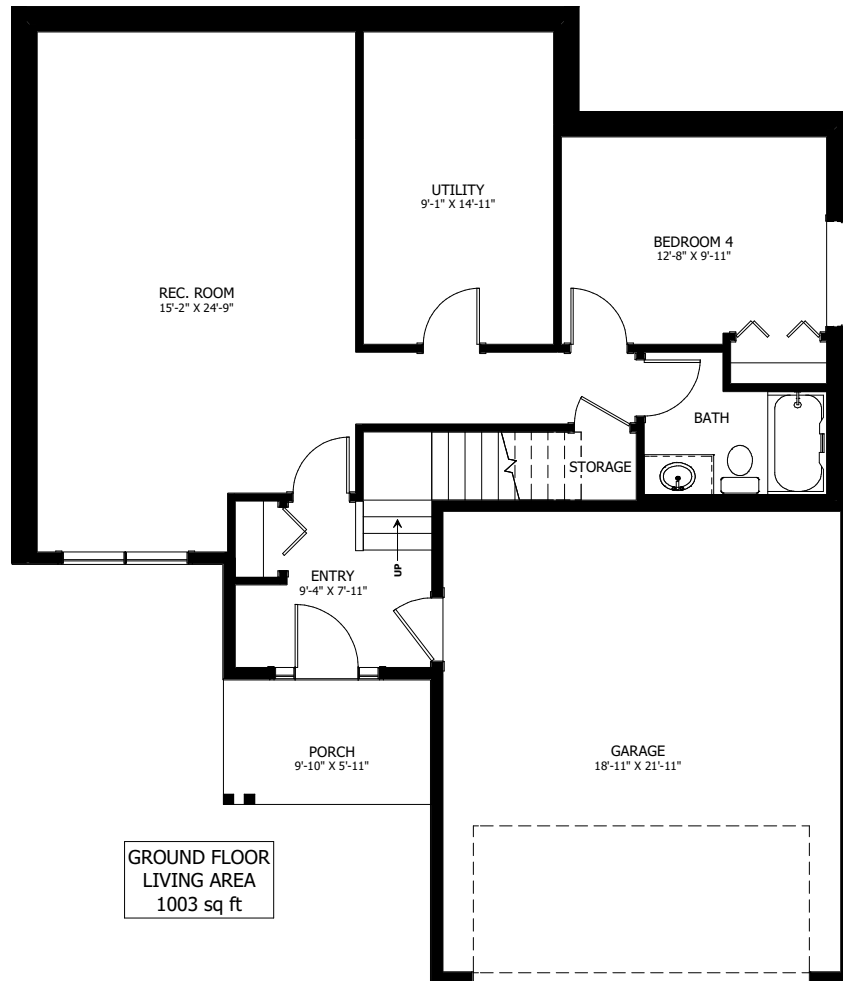 UTILITY
9'-1" X 14'-11"
BEDROOM 4
12'-8" X 9'-11"
REC. ROOM
15'-2" X 24'-9"
BATH
STORAGE
UP
ENTRY
9'-4" X 7'-11"
PORCH
9'-10" X 5'-11"
GARAGE
18'-11" X 21'-11"
GROUND FLOOR
LIVING AREA
1003 sq ft